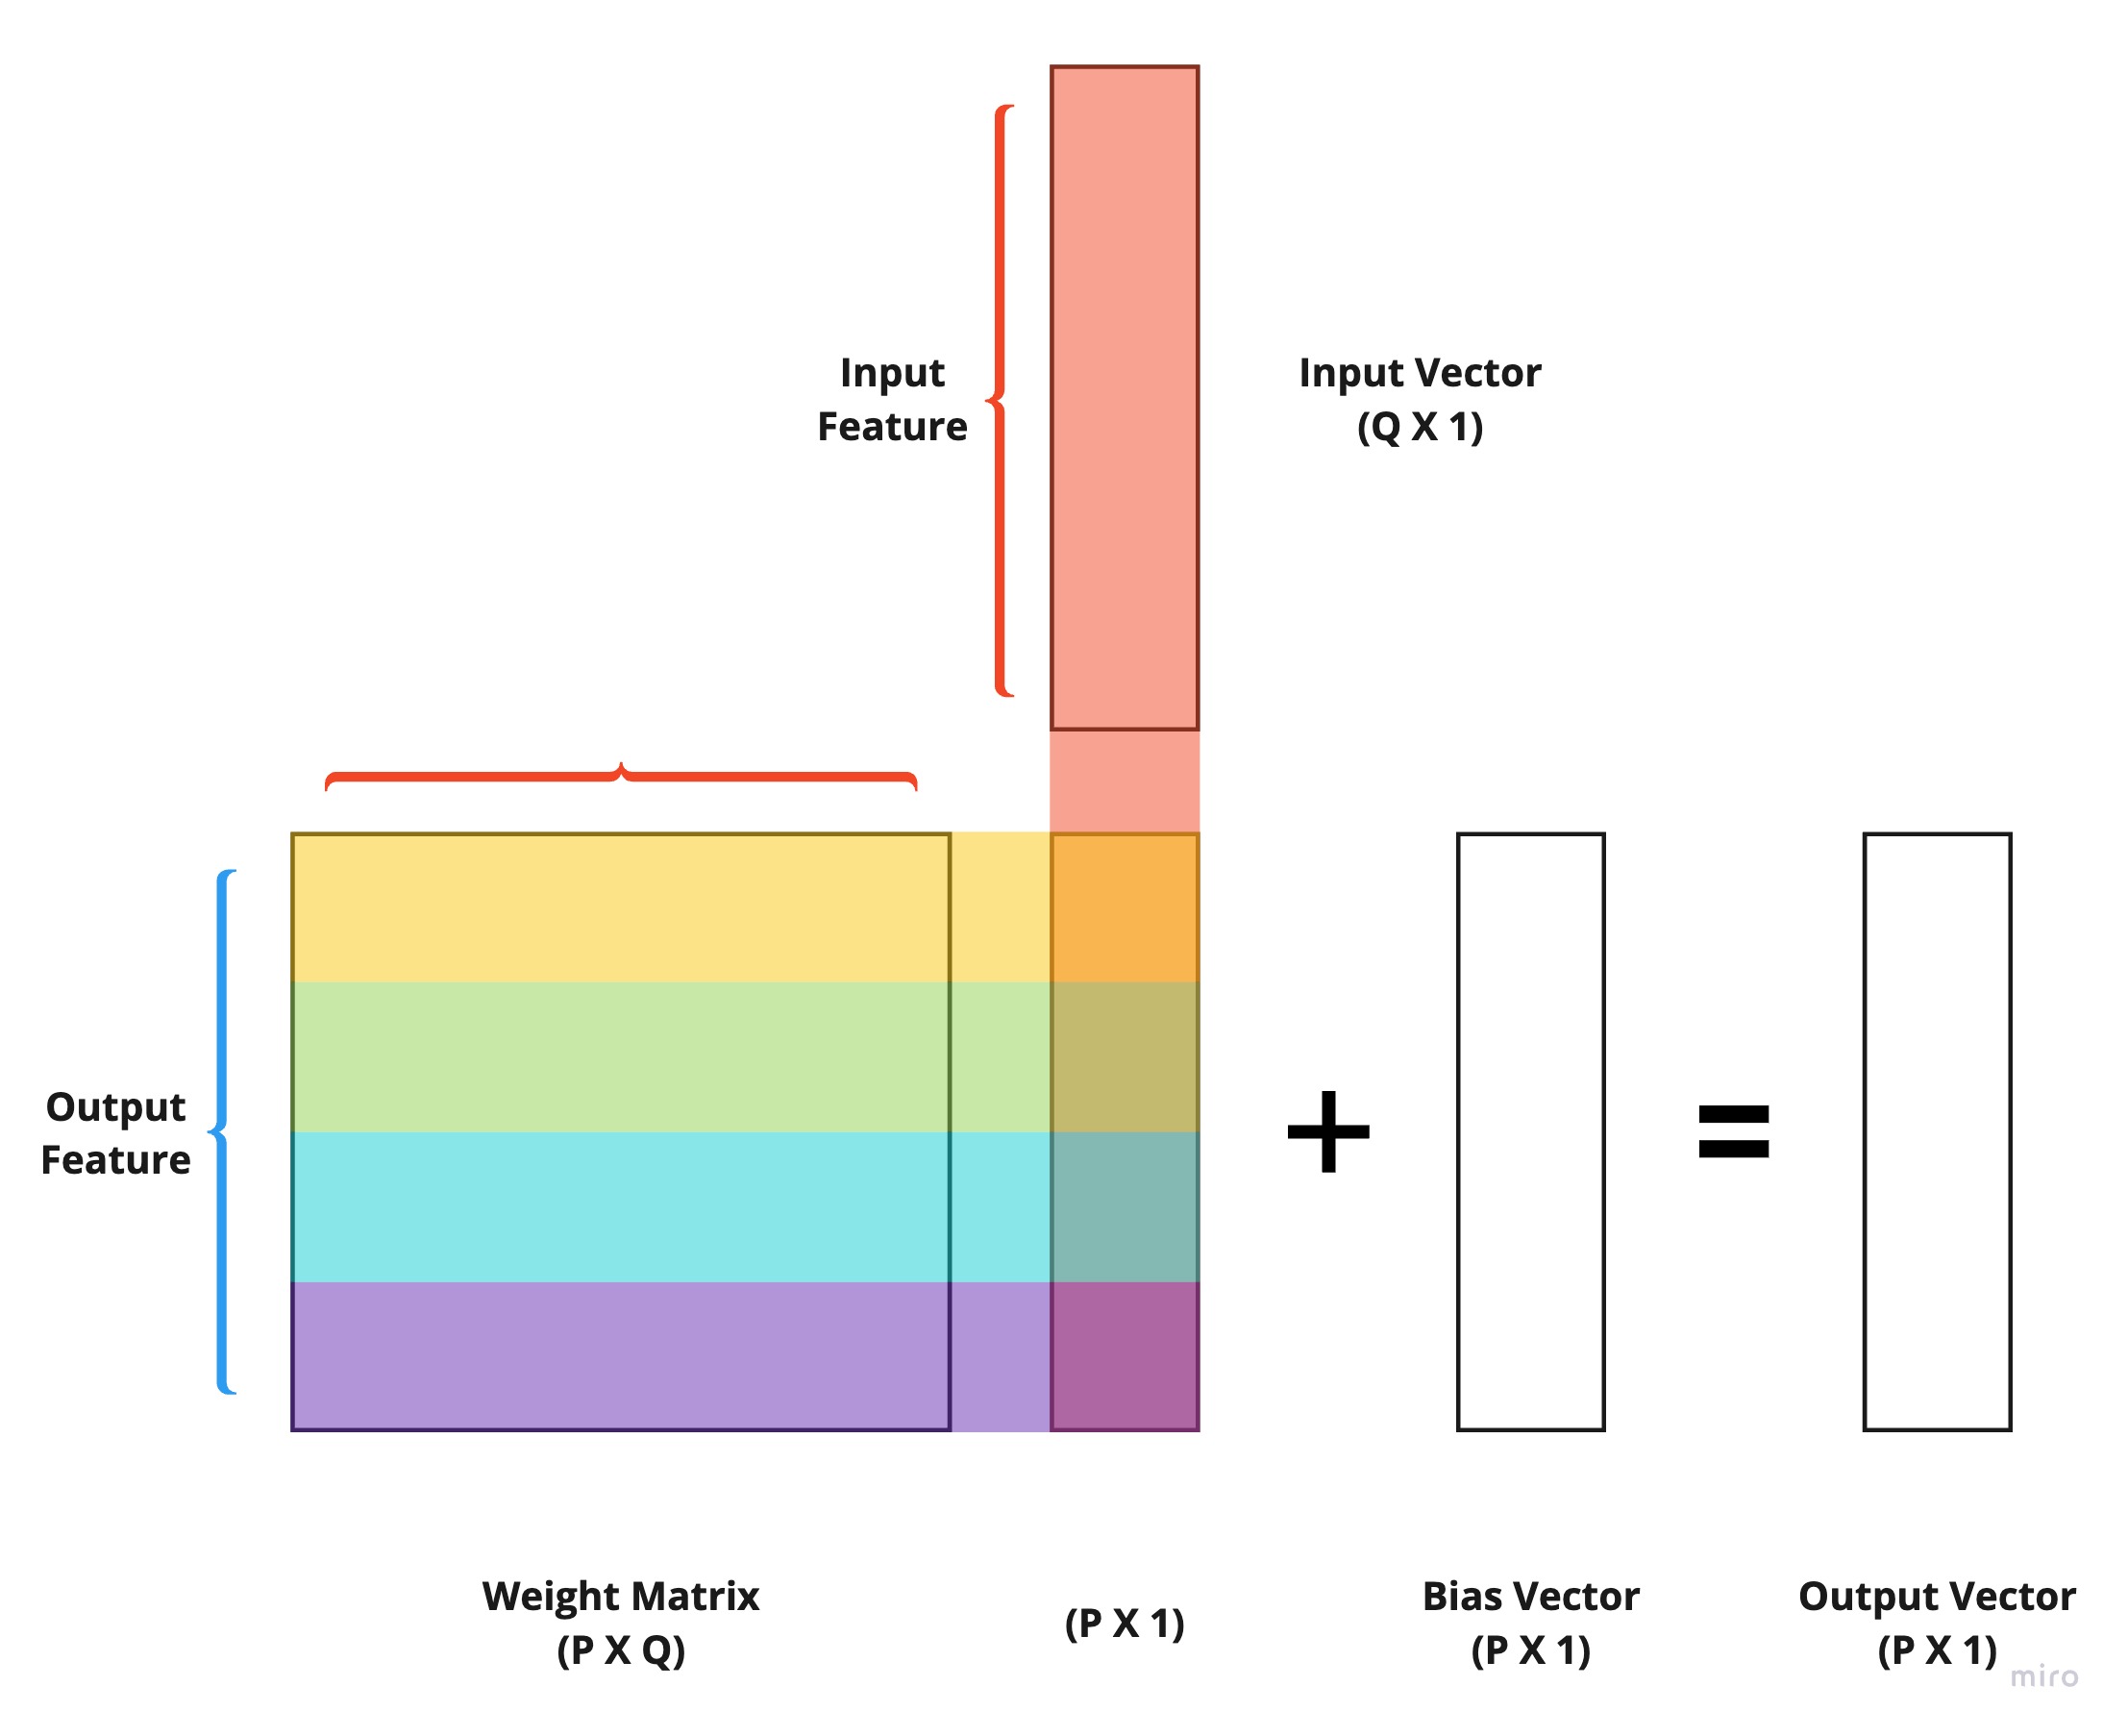 Input
Feature
Input Vector
(Q X 1)
Output
Feature
+
=
Weight Matrix
(P X Q)
(P X 1)
Bias Vector
(P X 1)
Output Vector
(P X 1)
miro